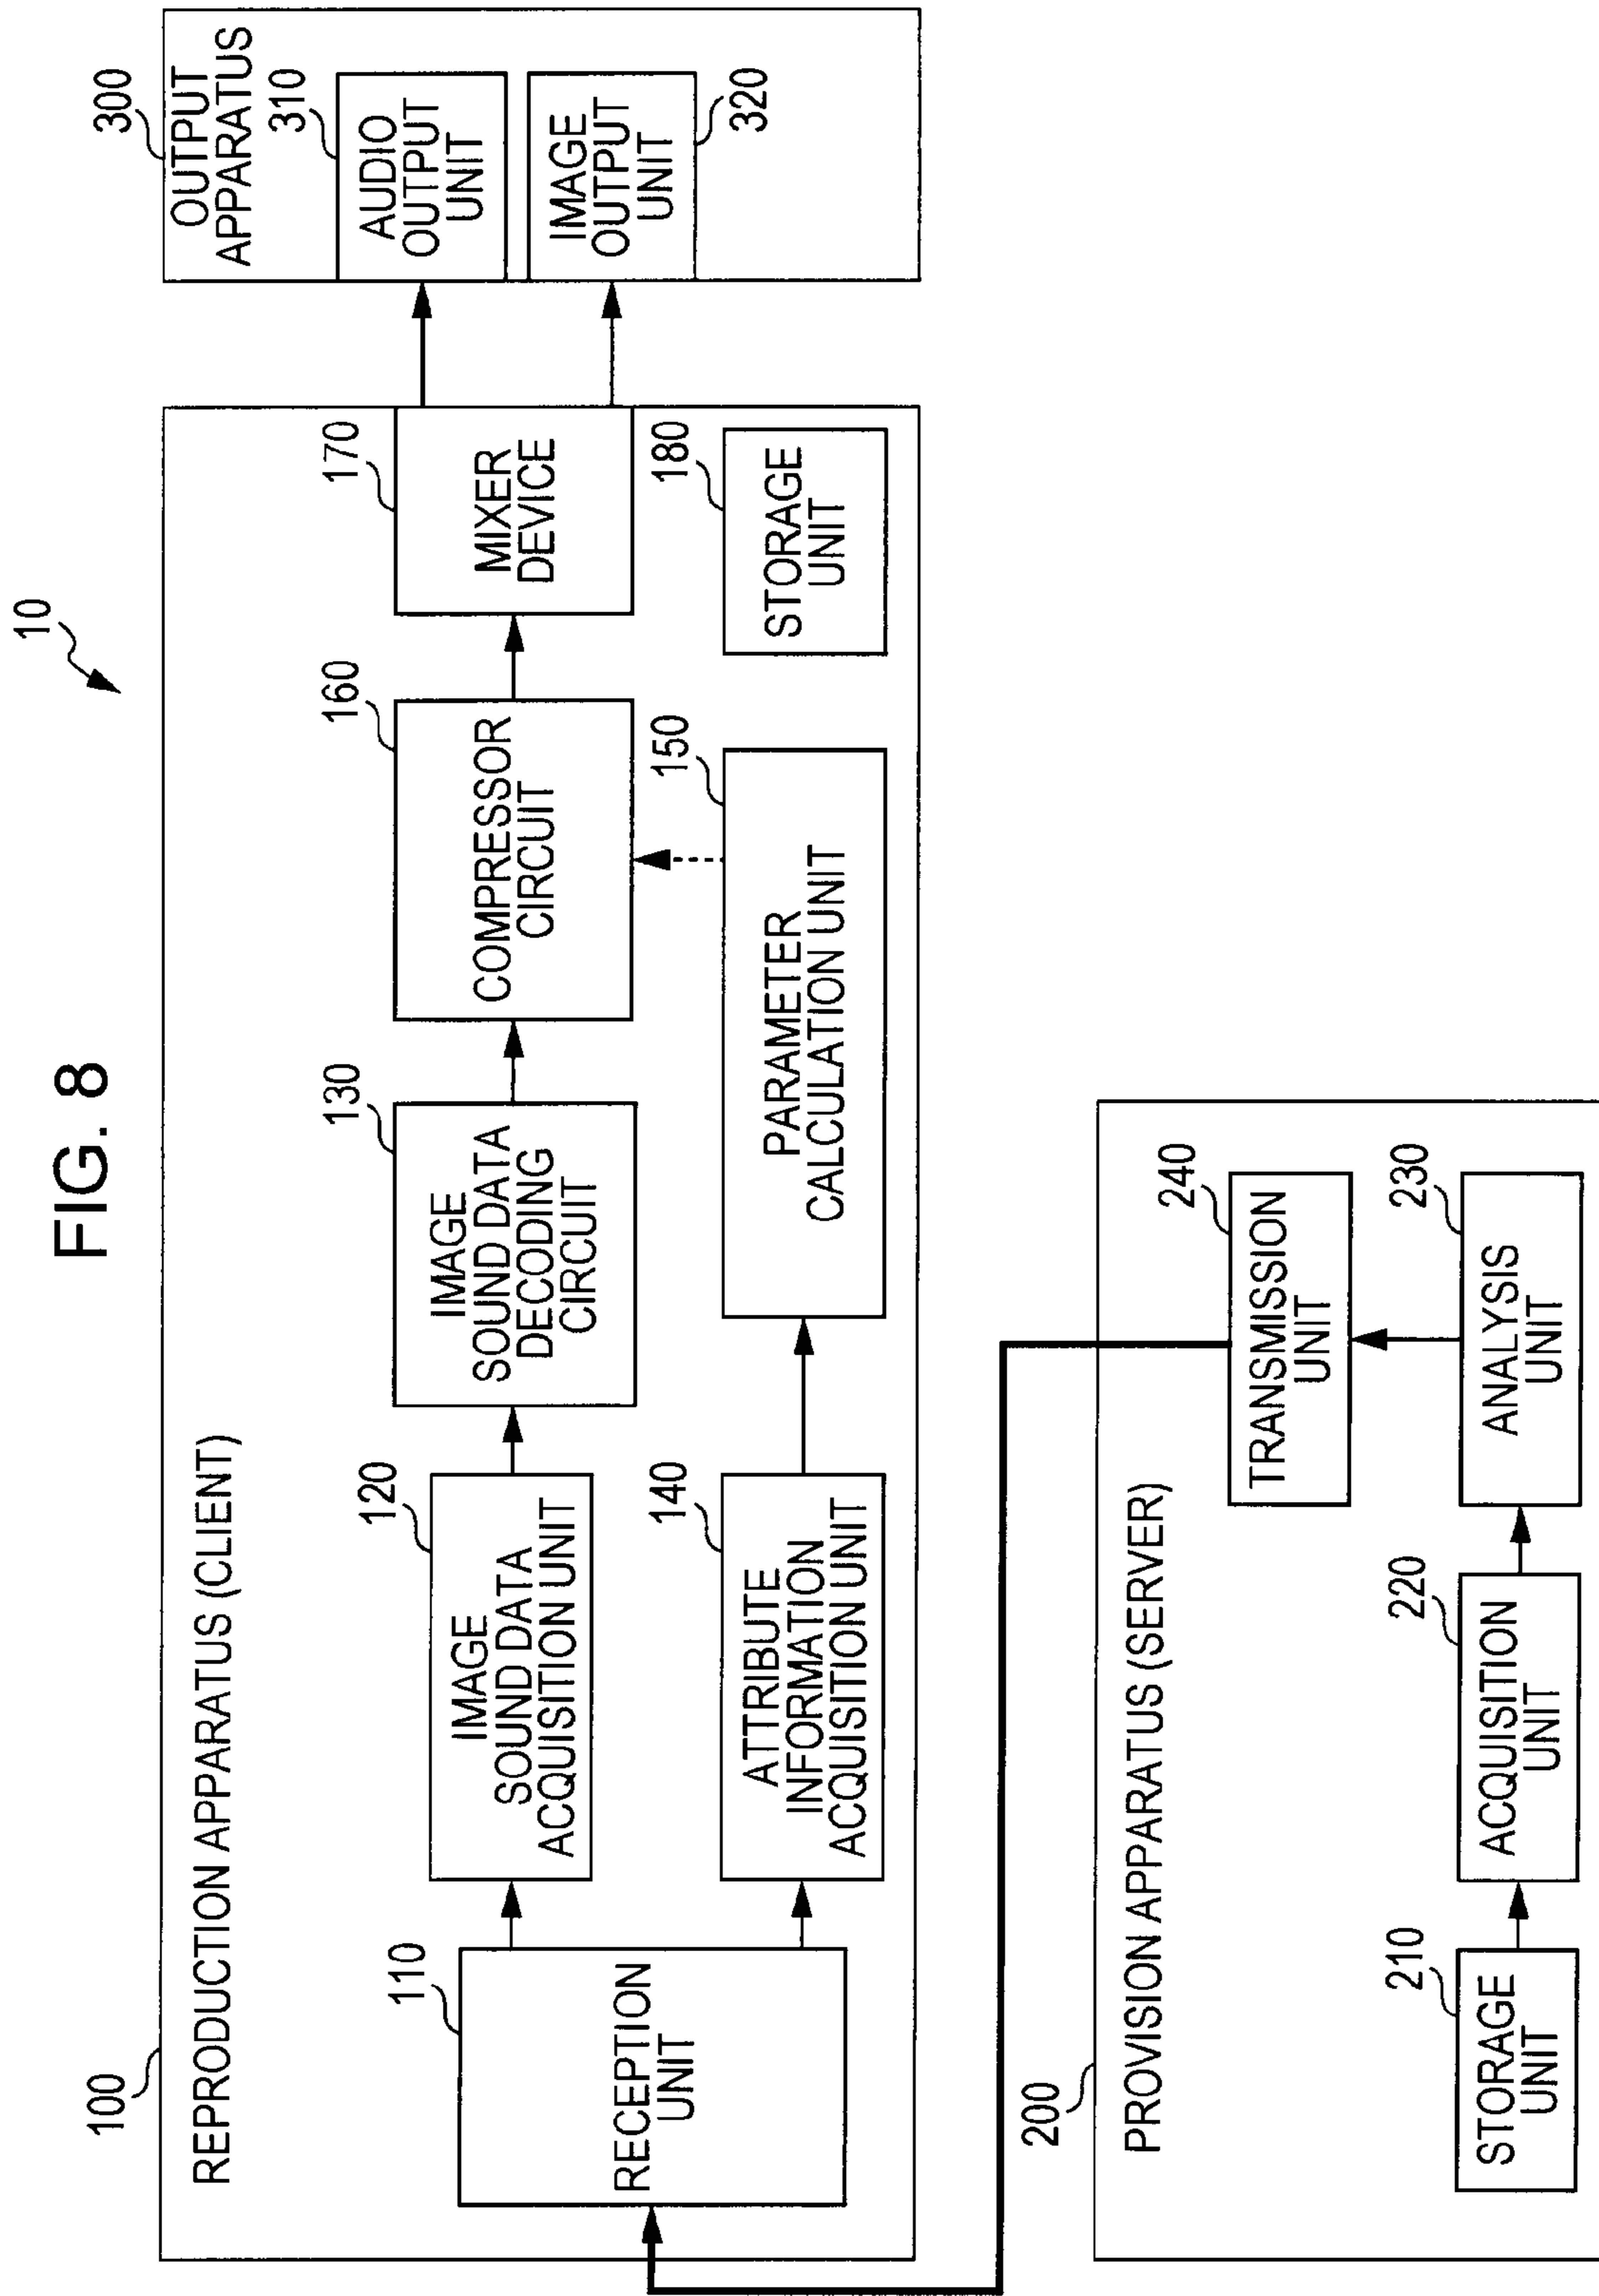 FIG. 8
10
100
REPRODUCTION APPARATUS (CLIENT)
110
RECEPTION
UNIT
120
IMAGE
SOUND DATA
ACQUISITION UNIT
130
IMAGE
SOUND DATA
DECODING
CIRCUIT
160
COMPRESSOR
CIRCUIT
170
MIXER
DEVICE
140
ATTRIBUTE
INFORMATION
ACQUISITION UNIT
150
PARAMETER
CALCULATION UNIT
180
STORAGE
UNIT
300
OUTPUT
APPARATUS
310
AUDIO
OUTPUT
UNIT
IMAGE
OUTPUT
UNIT
320
200
PROVISION APPARATUS (SERVER)
240
TRANSMISSION
UNIT
210
STORAGE
UNIT
220
ACQUISITION
UNIT
230
ANALYSIS
UNIT